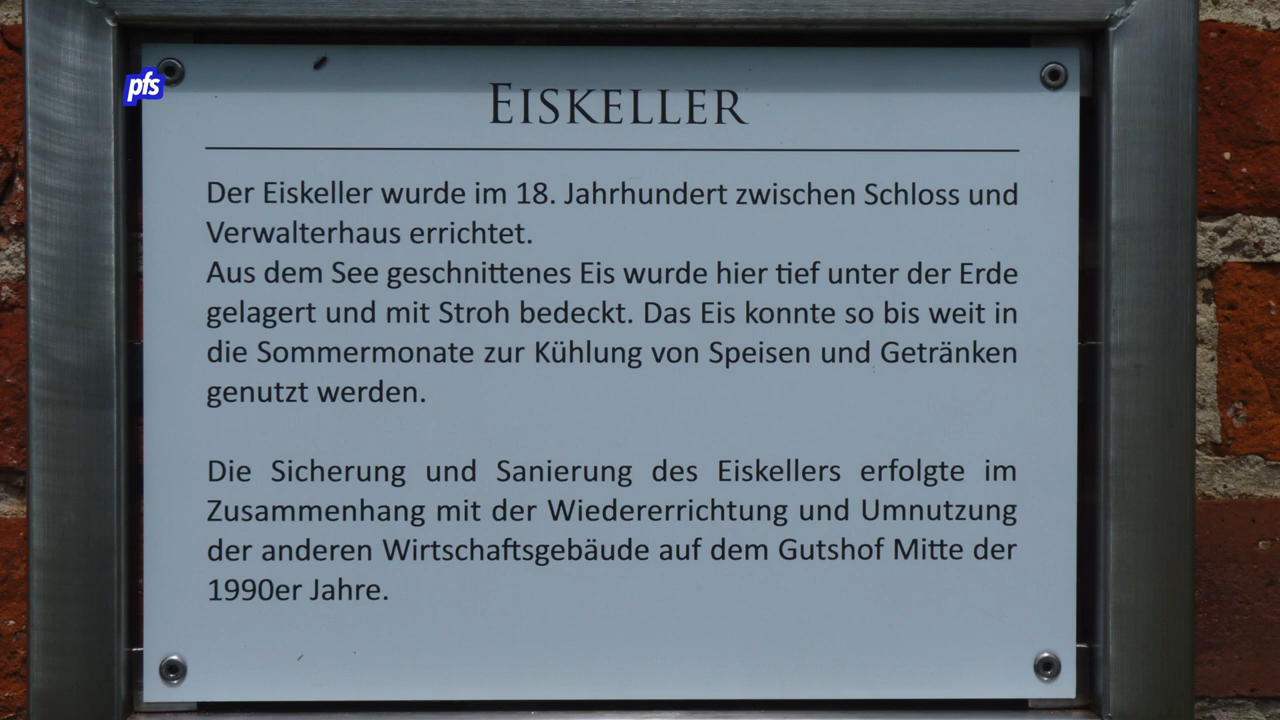 pfs
EISKELLER
Der Eiskeller wurde im 18. Jahrhundert zwischen Schloss und
Verwalterhaus errichtet.
Aus dem See geschnittenes Eis wurde hier tief unter der Erde
gelagert und mit Stroh bedeckt. Das Eis konnte so bis weit in
die Sommermonate zur Kühlung von Speisen und Getränken
genutzt werden.
Die Sicherung und Sanierung des Eiskellers erfolgte im
Zusammenhang mit der Wiedererrichtung und Umnutzung
der anderen Wirtschaftsgebäude auf dem Gutshof Mitte der
1990er Jahre.